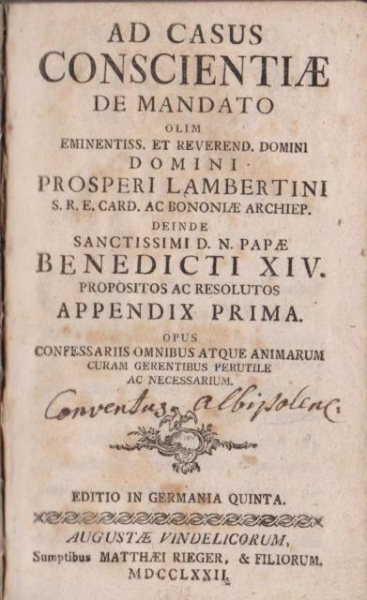 AD CASUS
CONSCIENTIÆ
DE MANDATO
OLIM
EMINENTISS. ET REVEREND. DOMINI
DOMINI
PROSPERI LAMBERTINI
S. R. E. CARD. AC BONONIÆ ARCHIEP.
DEINDE
SANCTISSIMI D. N. PAPÆ
BENEDICTI XIV.
PROPOSITOS AC RESOLUTOS
APPENDIX PRIMA.
OPUS
CONFESSARIIS OMNIBUS ATQUE ANIMARUM
CURAM GERENTIBUS PERUTILE
AC NECESSARIUM.
Conventus albipolenc.
EDITIO IN GERMANIA QUINTA.
AUGUSTÆ VINDELICORUM,
Sumptibus MATTHÆI RIEGER, & FILIORUM.
MDCCLXXII.